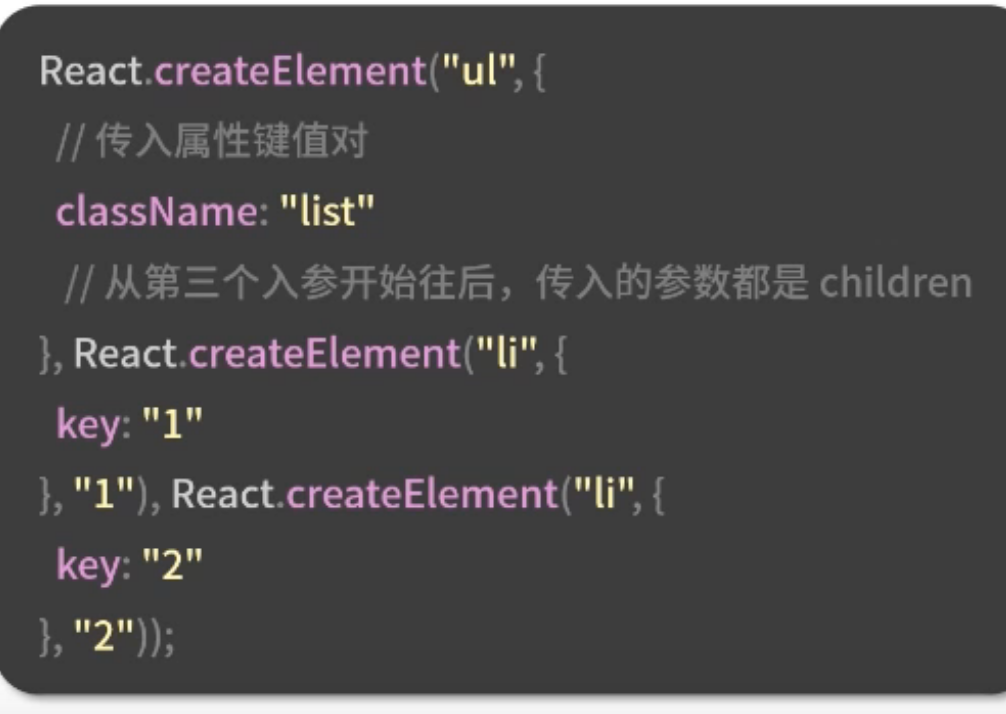 React.createElement("ul", {
// 传入属性键值对
className: "list"
// 从第三个入参开始往后，传入的参数都是 children
}, React.createElement("li", {
key: "1"
}, "1"), React.createElement("li", {
key: "2"
}, "2"));